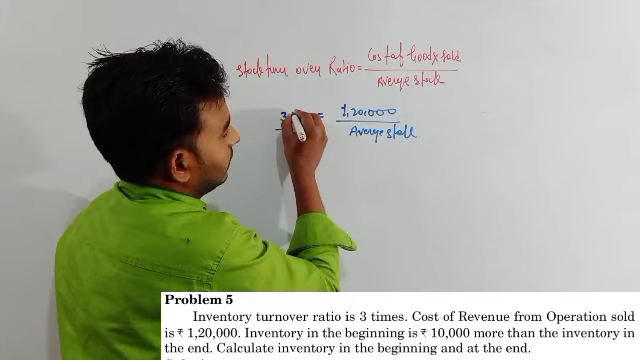 Stock turn over Ratio = Cost of Goods sold
Average stock
3 = 1,20,000
Average stock
Problem 5
Inventory turnover ratio is 3 times. Cost of Revenue from Operation sold
is ₹ 1,20,000. Inventory in the beginning is ₹ 10,000 more than the inventory in
the end. Calculate inventory in the beginning and at the end.